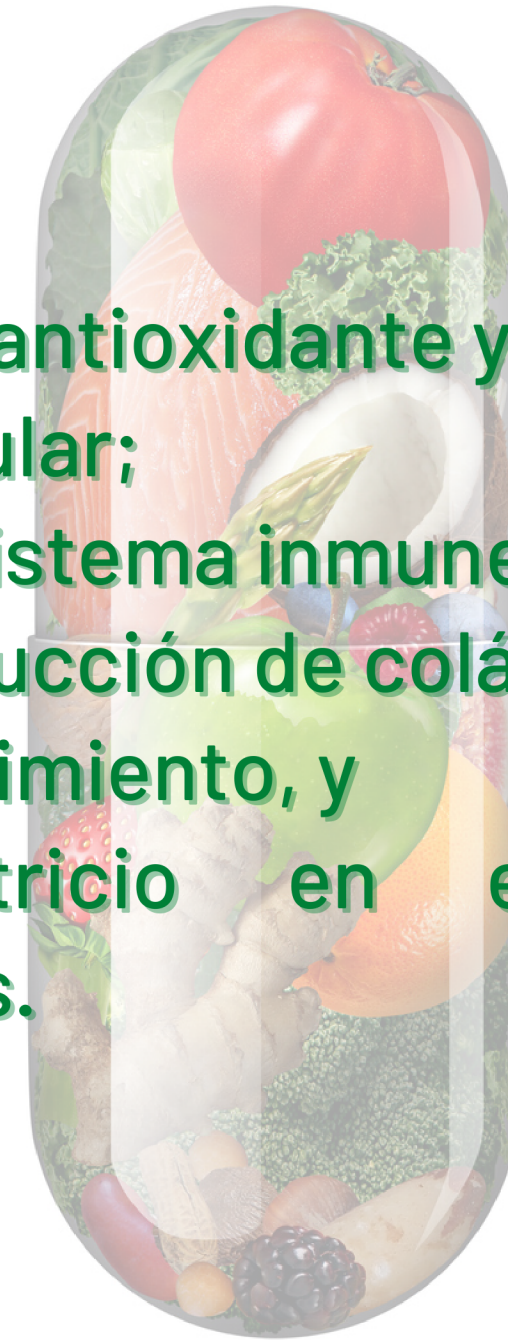 antioxidante y
ular;
istema inmune
ucción de colá
imiento, y
tricio en e
s.